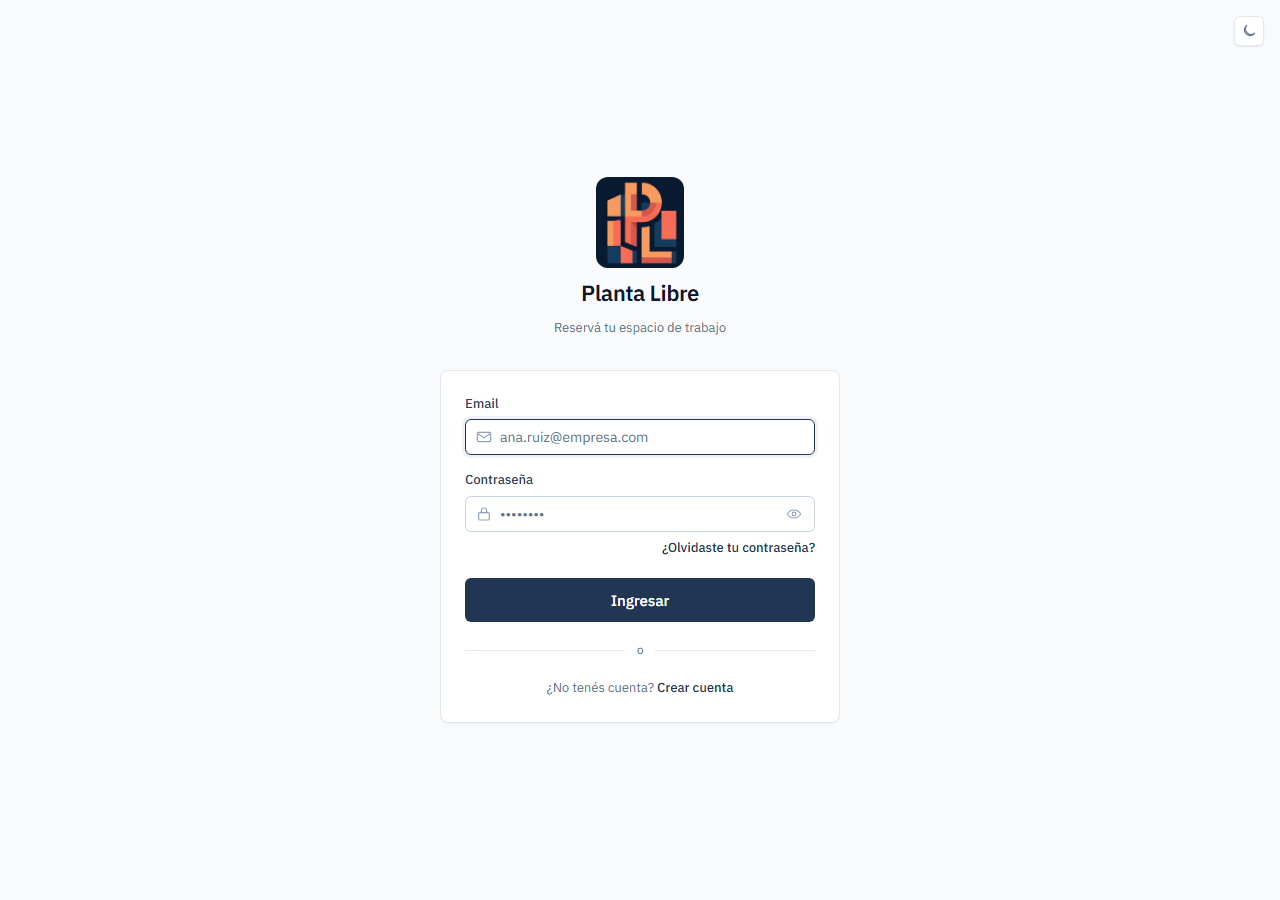 PL
Planta Libre
Reservá tu espacio de trabajo
Email
ana.ruiz@empresa.com
Contraseña
••••••••
¿Olvidaste tu contraseña?
Ingresar
o
¿No tenés cuenta? Crear cuenta